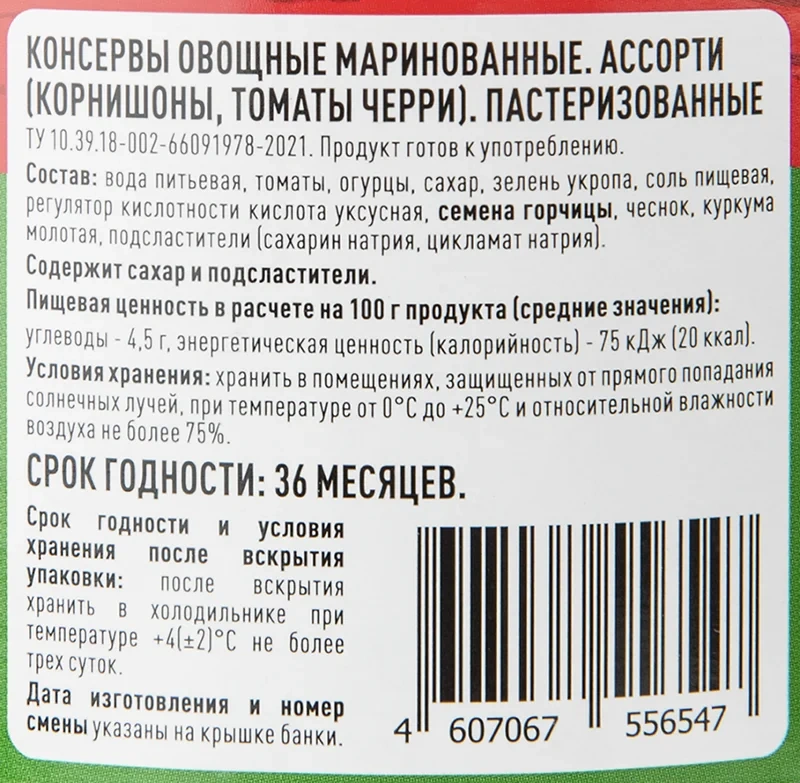 КОНСЕРВЫ ОВОЩНЫЕ МАРИНОВАННЫЕ. АССОРТИ
(КОРНИШОНЫ, ТОМАТЫ ЧЕРРИ). ПАСТЕРИЗОВАННЫЕ
ТУ 10.39.18-002-66091978-2021. Продукт готов к употреблению.
Состав: вода питьевая, томаты, огурцы, сахар, зелень укропа, соль пищевая,
регулятор кислотности кислота уксусная, семена горчицы, чеснок, куркума
молотая, подсластители (сахарин натрия, цикламат натрия).
Содержит сахар и подсластители.
Пищевая ценность в расчете на 100 г продукта (средние значения):
углеводы - 4,5 г, энергетическая ценность (калорийность) - 75 кДж (20 ккал).
Условия хранения: хранить в помещениях, защищенных от прямого попадания
солнечных лучей, при температуре от 0°С до +25°С и относительной влажности
воздуха не более 75%.
СРОК ГОДНОСТИ: 36 МЕСЯЦЕВ.
Срок годности и условия
хранения после вскрытия
упаковки: после вскрытия
хранить в холодильнике при
температуре +4(±2)°С не более
трех суток.
Дата изготовления и номер
смены указаны на крышке банки.
4 607067 556547